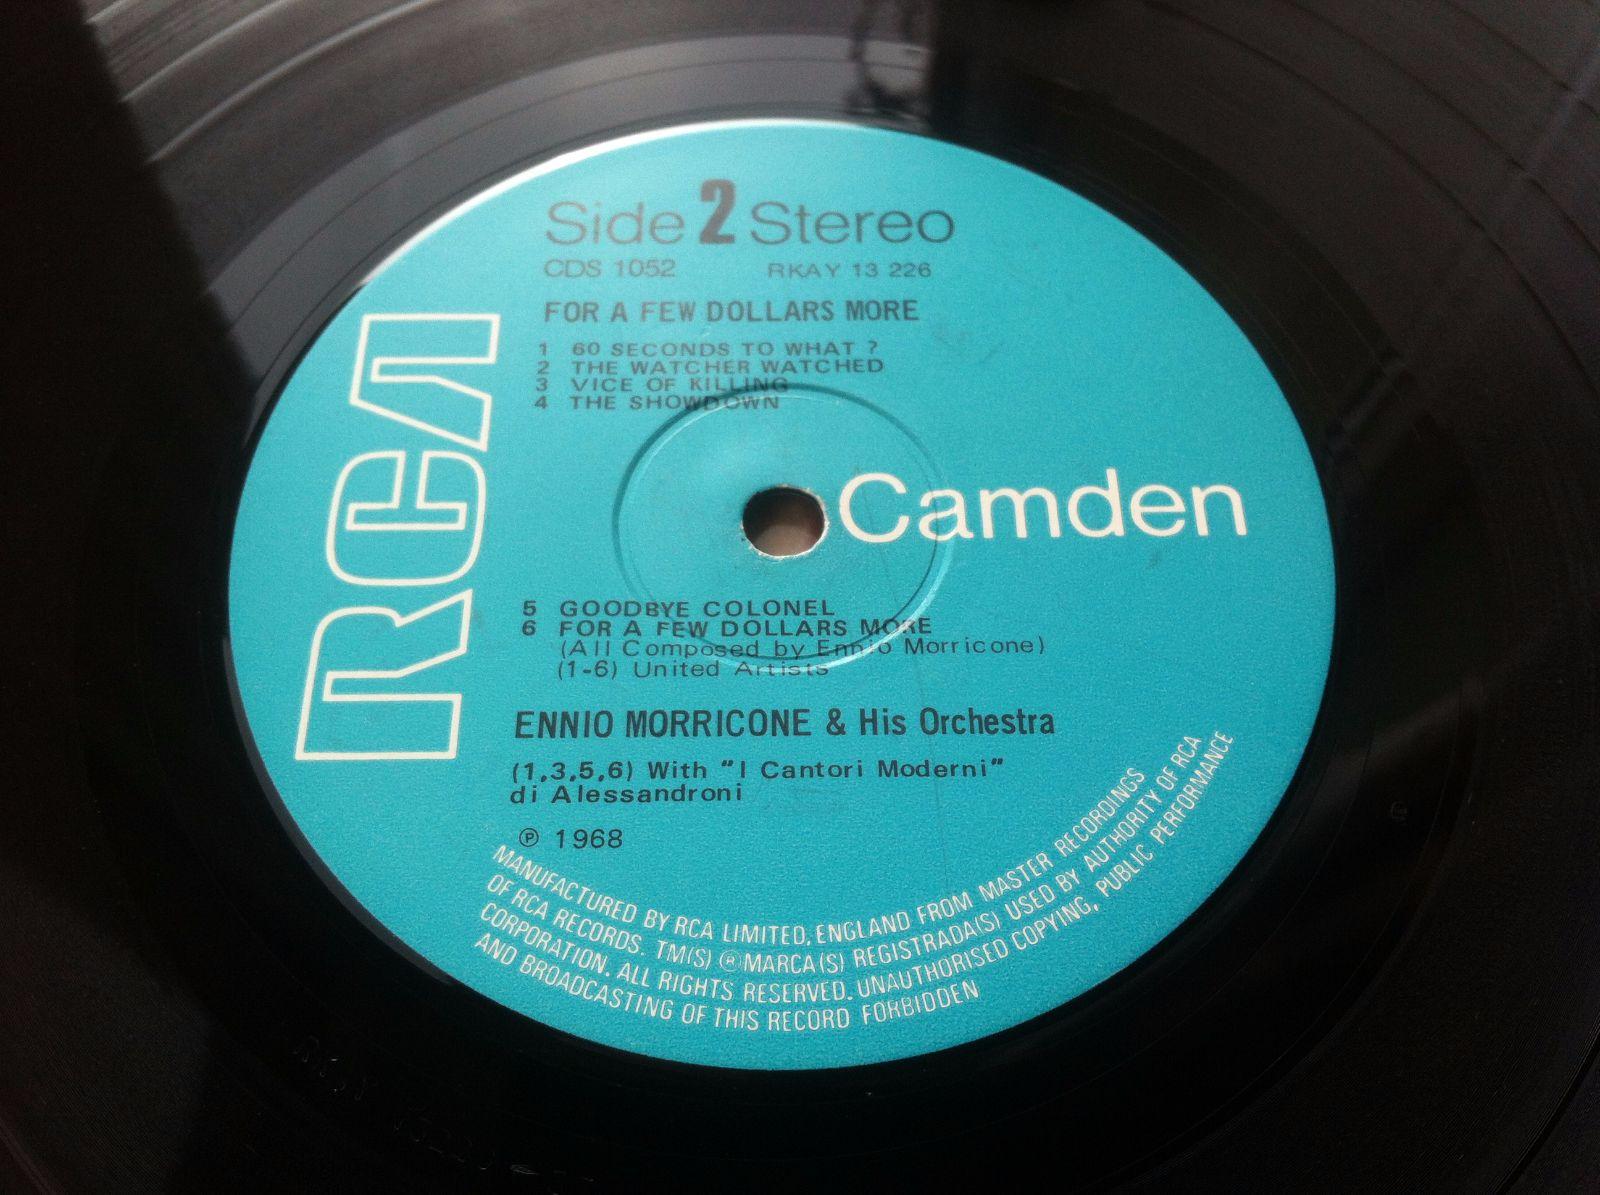 Side 2 Stereo
CDS 1052 RKAY 13 226
FOR A FEW DOLLARS MORE
1 60 SECONDS TO WHAT ?
2 THE WATCHER WATCHED
3 VICE OF KILLING
4 THE SHOWDOWN
RCA
Camden
5 GOODBYE COLONEL
6 FOR A FEW DOLLARS MORE
(All Composed by Ennio Morricone)
(1-6) United Artists
ENNIO MORRICONE & His Orchestra
(1,3,5,6) With "I Cantori Moderni"
di Alessandroni
℗ 1968
MANUFACTURED BY RCA LIMITED, ENGLAND FROM MASTER RECORDINGS
OF RCA RECORDS. TM(S) ® MARCA(S) REGISTRADA(S) USED BY AUTHORITY OF RCA
CORPORATION. ALL RIGHTS RESERVED. UNAUTHORISED COPYING, PUBLIC PERFORMANCE
AND BROADCASTING OF THIS RECORD FORBIDDEN